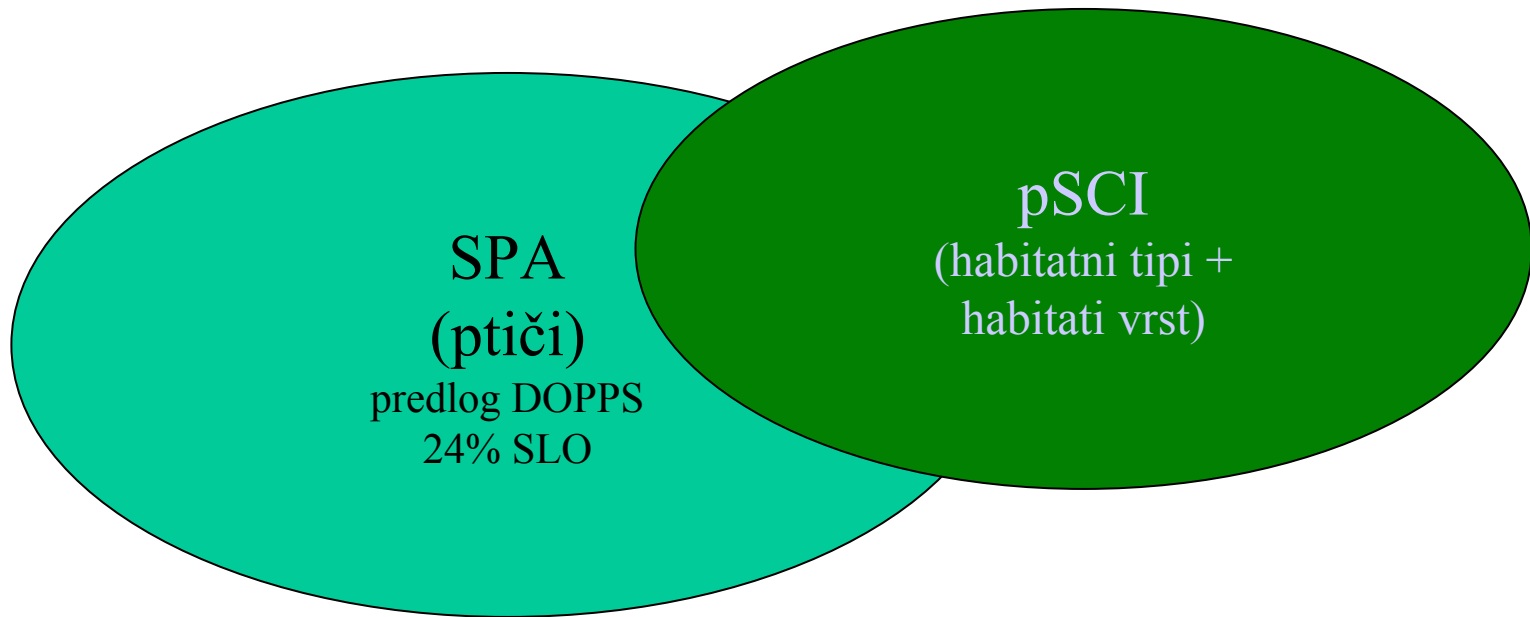 SPA
(ptiči)
predlog DOPPS
24% SLO
pSCI
(habitatni tipi +
habitati vrst)